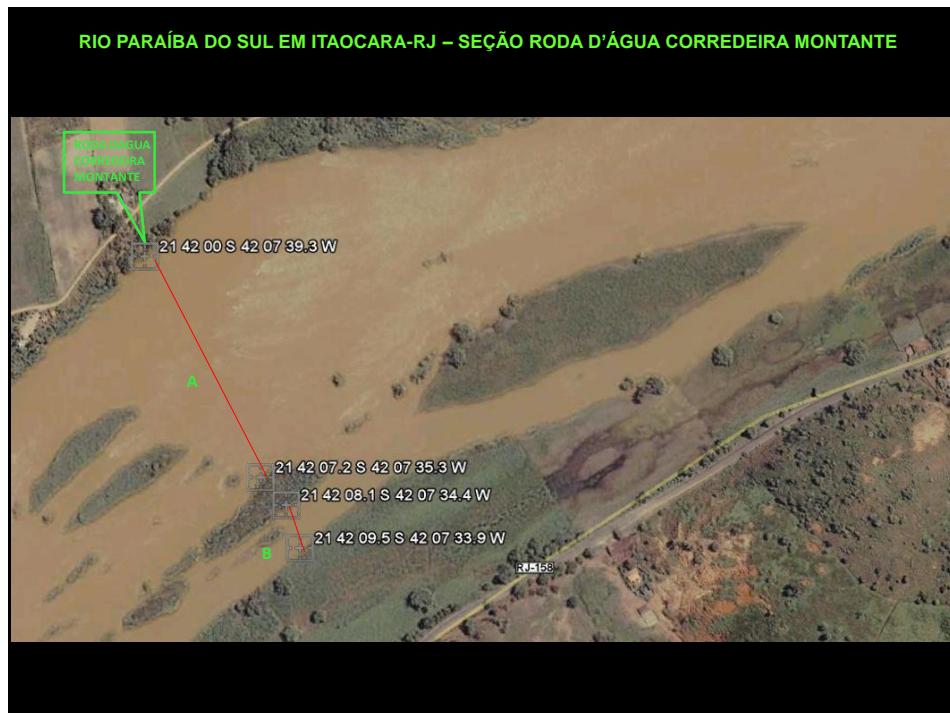 RIO PARAÍBA DO SUL EM ITAOCARA-RJ – SEÇÃO RODA D’ÁGUA CORREDEIRA MONTANTE
RODA DAGUA
CORREDEIRA
MONTANTE
21 42 00 S 42 07 39.3 W
A
21 42 07.2 S 42 07 35.3 W
21 42 08.1 S 42 07 34.4 W
21 42 09.5 S 42 07 33.9 W
B
RJ-158